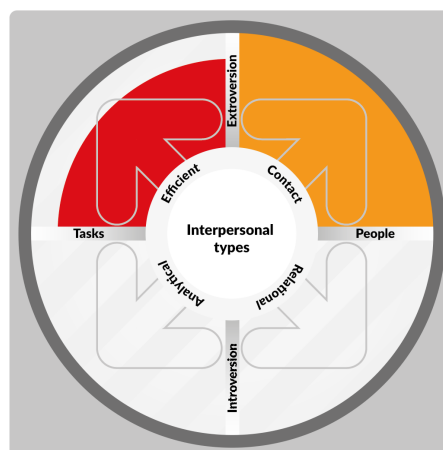 Extroversion
Efficient
Contact
Tasks
Interpersonal
types
People
Analytical
Relational
Introversion